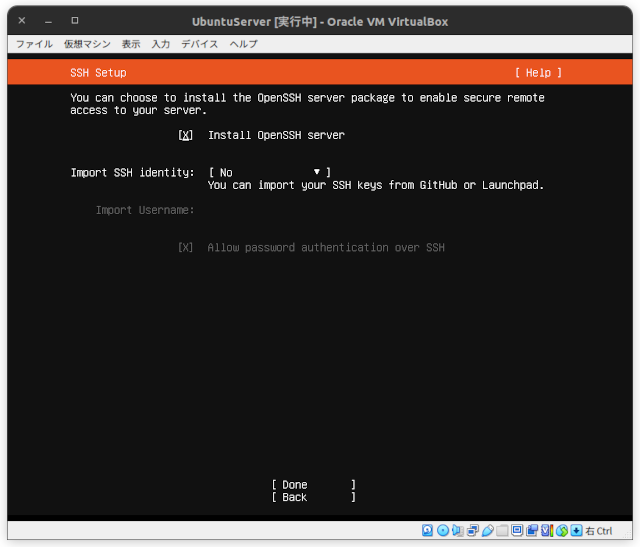 UbuntuServer [実行中] - Oracle VM VirtualBox
ファイル 仮想マシン 表示 入力 デバイス ヘルプ
SSH Setup [ Help ]
You can choose to install the OpenSSH server package to enable secure remote
access to your server.
[X] Install OpenSSH server
Import SSH identity: [ No ▼ ]
You can import your SSH keys from GitHub or Launchpad.
Import Username:
[X] Allow password authentication over SSH
[ Done ]
[ Back ]
右 Ctrl